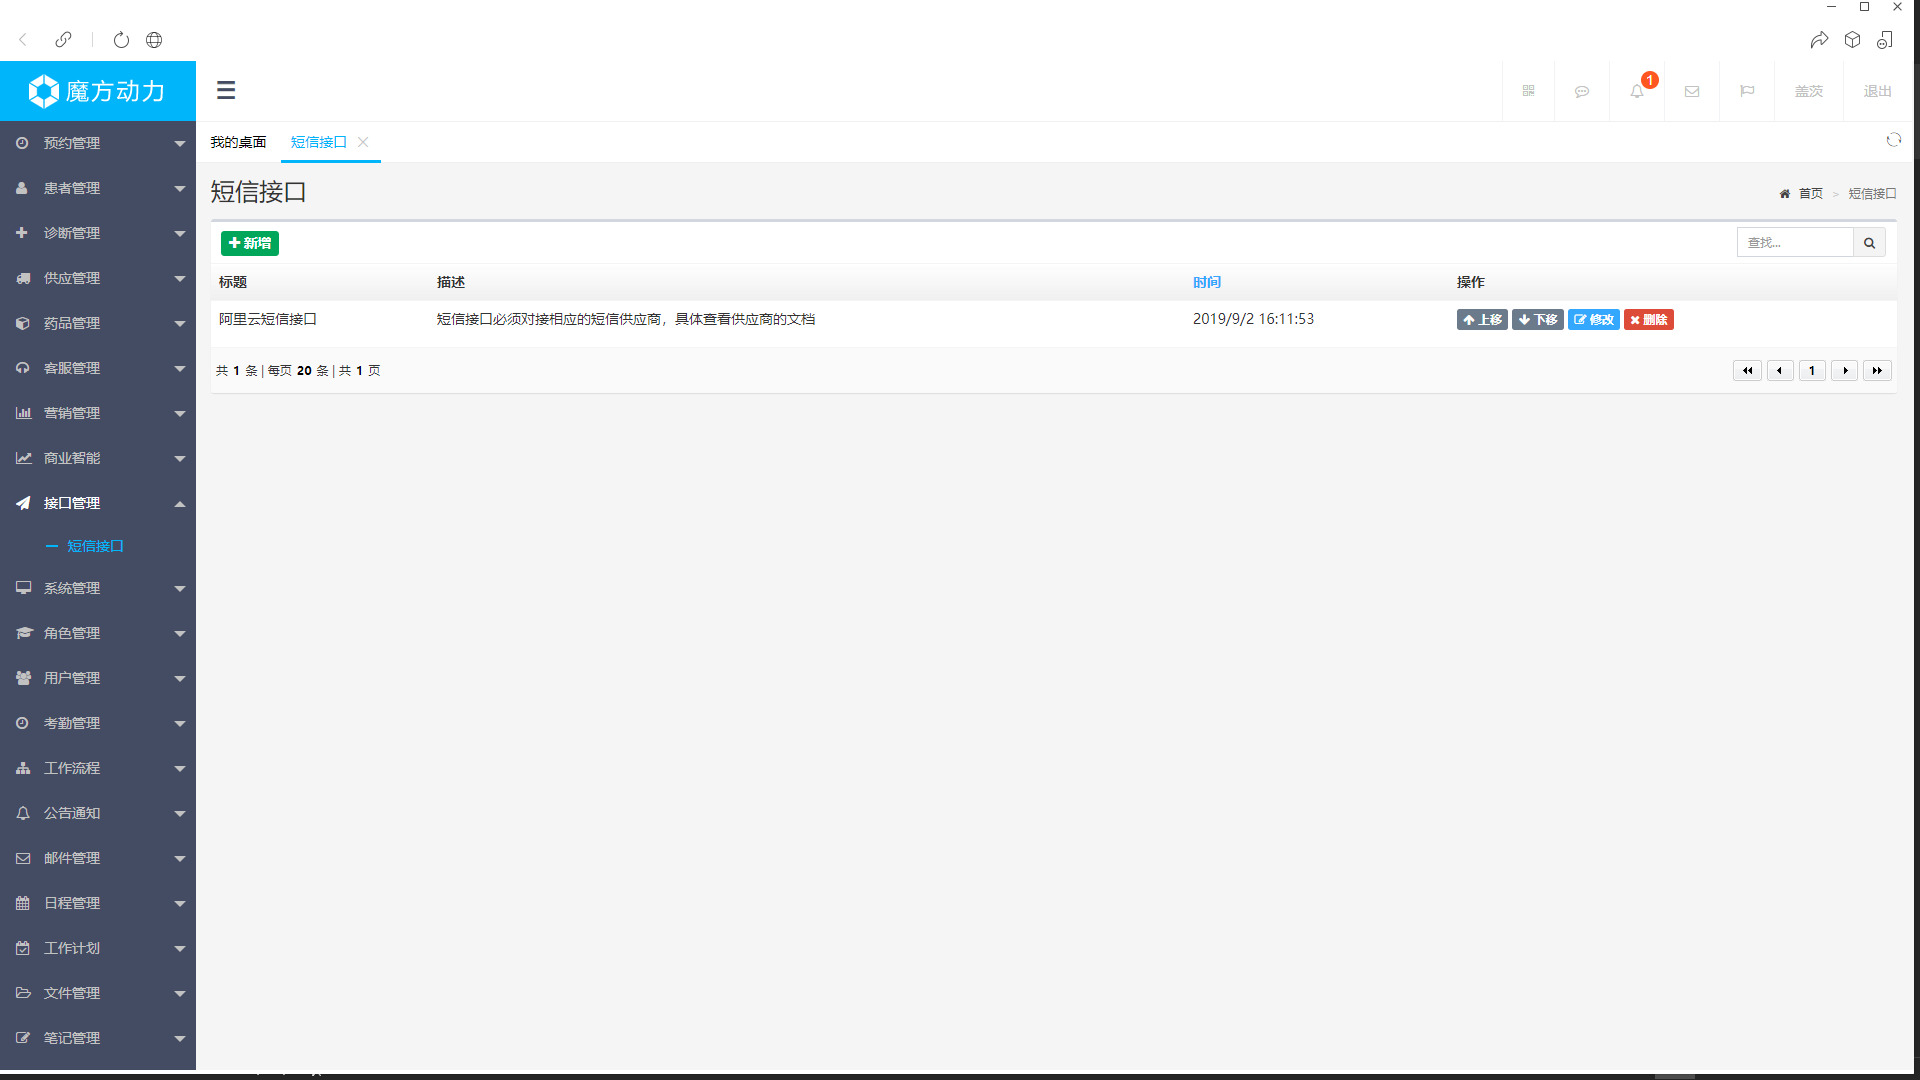 魔方动力
1
盖茨
退出
预约管理
患者管理
诊断管理
供应管理
药品管理
客服管理
营销管理
商业智能
接口管理
短信接口
系统管理
角色管理
用户管理
考勤管理
工作流程
公告通知
邮件管理
日程管理
工作计划
文件管理
笔记管理
我的桌面 短信接口
短信接口
首页 > 短信接口
新增
查找...
标题 描述 时间 操作
阿里云短信接口 短信接口必须对接相应的短信供应商，具体查看供应商的文档 2019/9/2 16:11:53 上移 下移 修改 删除
共 1 条 | 每页 20 条 | 共 1 页
1